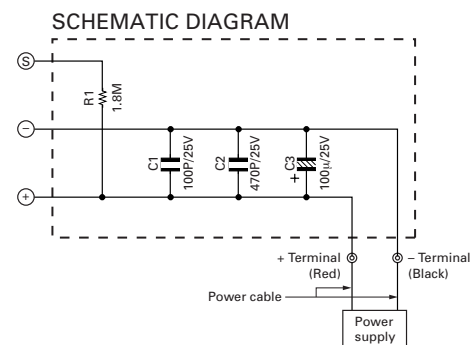 SCHEMATIC DIAGRAM
S
R1
1.8M
–
C1
100P/25V
C2
470P/25V
C3
100µ/25V
+
+
+ Terminal
(Red)
– Terminal
(Black)
Power cable
Power
supply